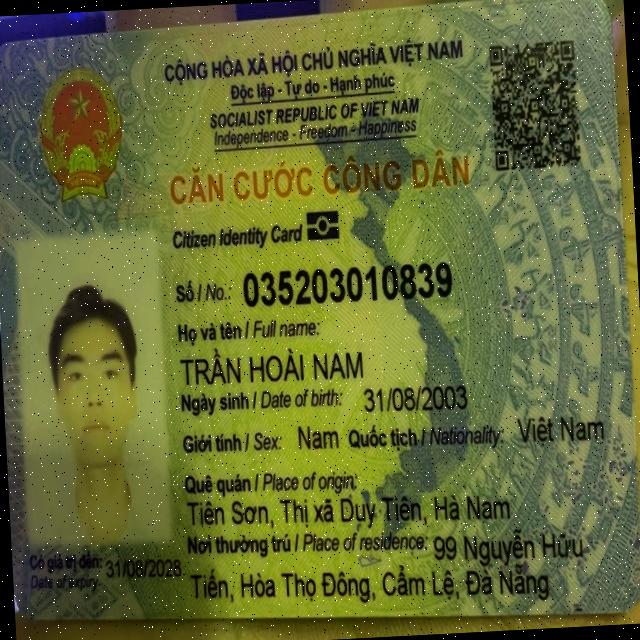 CỘNG HÒA XÃ HỘI CHỦ NGHĨA VIỆT NAM
Độc lập - Tự do - Hạnh phúc
SOCIALIST REPUBLIC OF VIET NAM
Independence - Freedom - Happiness
CĂN CƯỚC CÔNG DÂN
Citizen Identity Card
Số / No.: 035203010839
Họ và tên / Full name:
TRẦN HOÀI NAM
Ngày sinh / Date of birth: 31/08/2003
Giới tính / Sex: Nam Quốc tịch / Nationality: Việt Nam
Quê quán / Place of origin:
Tiên Sơn, Thị xã Duy Tiên, Hà Nam
Nơi thường trú / Place of residence: 99 Nguyễn Hữu
Tiến, Hòa Thọ Đông, Cẩm Lệ, Đà Nẵng
Có giá trị đến: 31/08/2028
Date of expiry